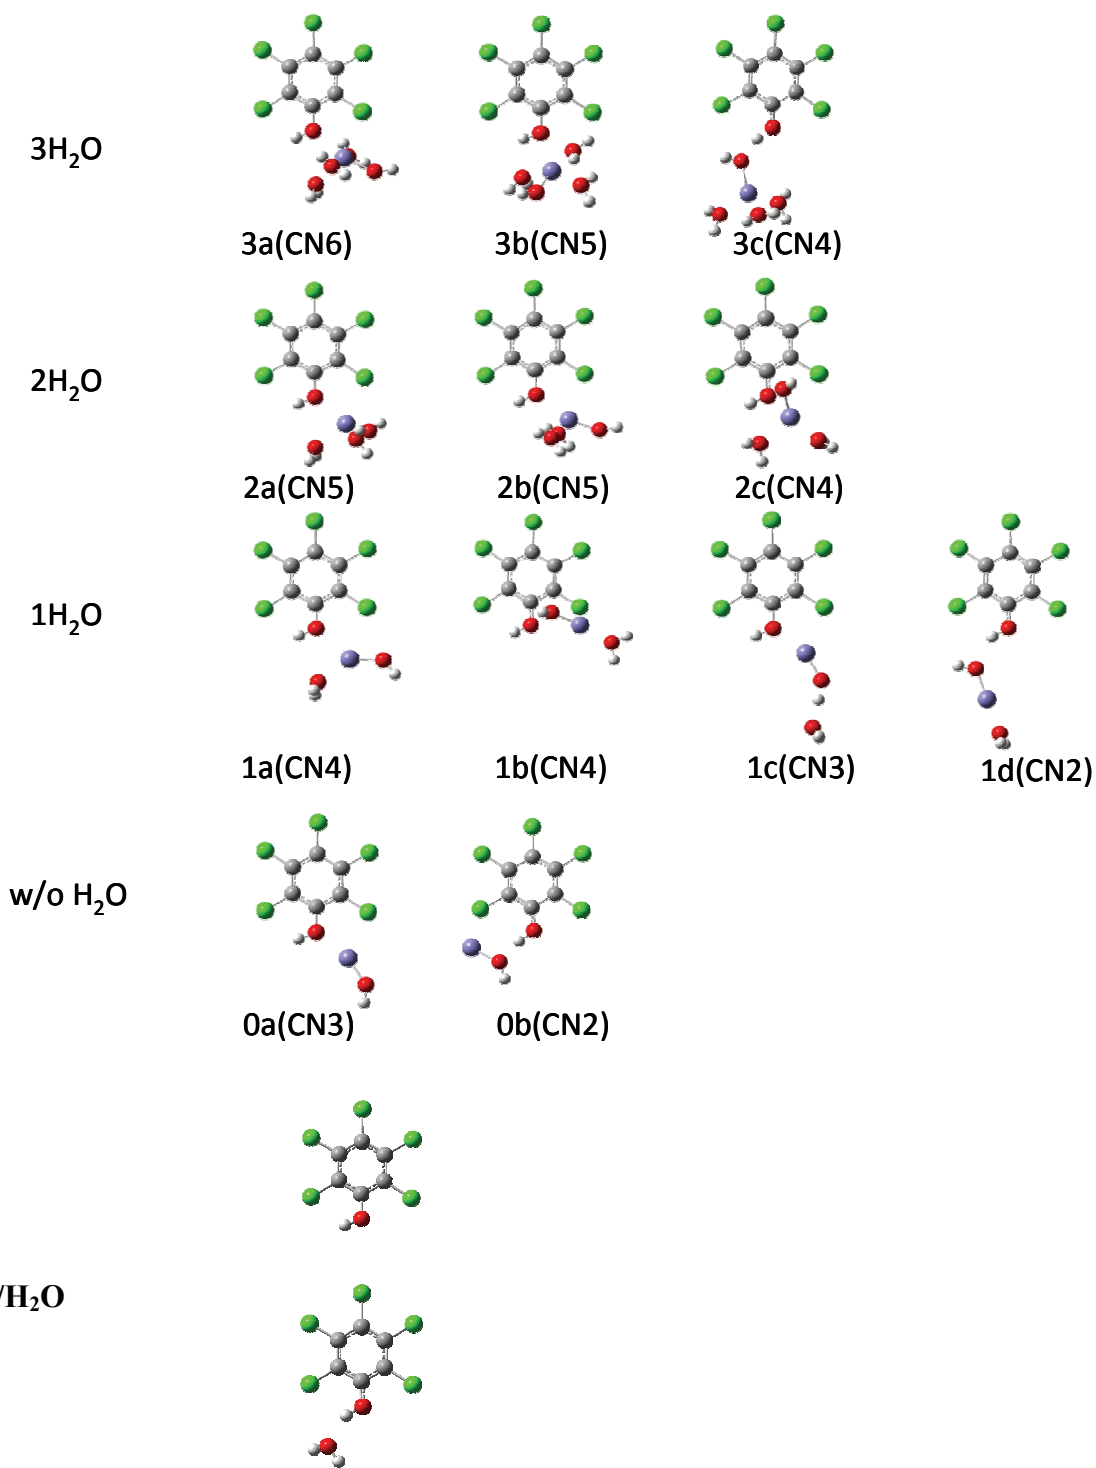 3H₂O
3a(CN6) 3b(CN5) 3c(CN4)
2H₂O
2a(CN5) 2b(CN5) 2c(CN4)
1H₂O
1a(CN4) 1b(CN4) 1c(CN3) 1d(CN2)
w/o H₂O
0a(CN3) 0b(CN2)
/H₂O